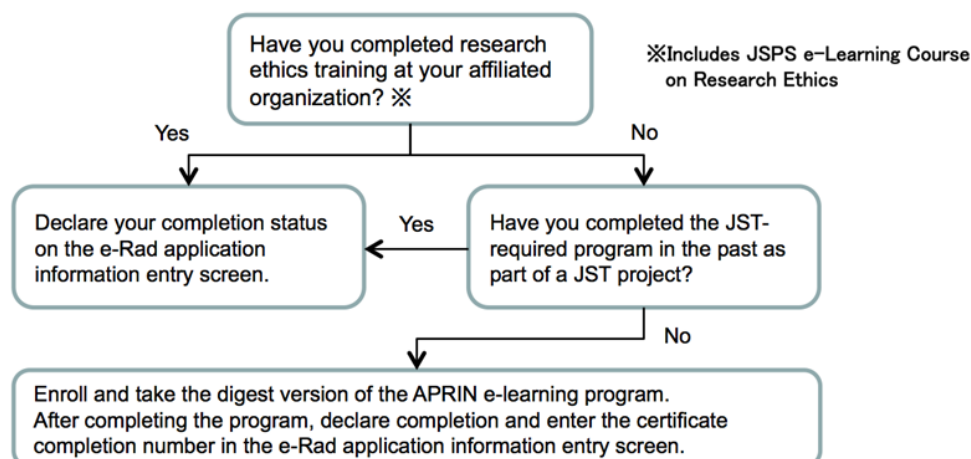 Have you completed research
ethics training at your affiliated
organization? ※
※Includes JSPS e-Learning Course
on Research Ethics
Yes
No
Declare your completion status
on the e-Rad application
information entry screen.
Yes
Have you completed the JST-
required program in the past as
part of a JST project?
No
Enroll and take the digest version of the APRIN e-learning program.
After completing the program, declare completion and enter the certificate
completion number in the e-Rad application information entry screen.